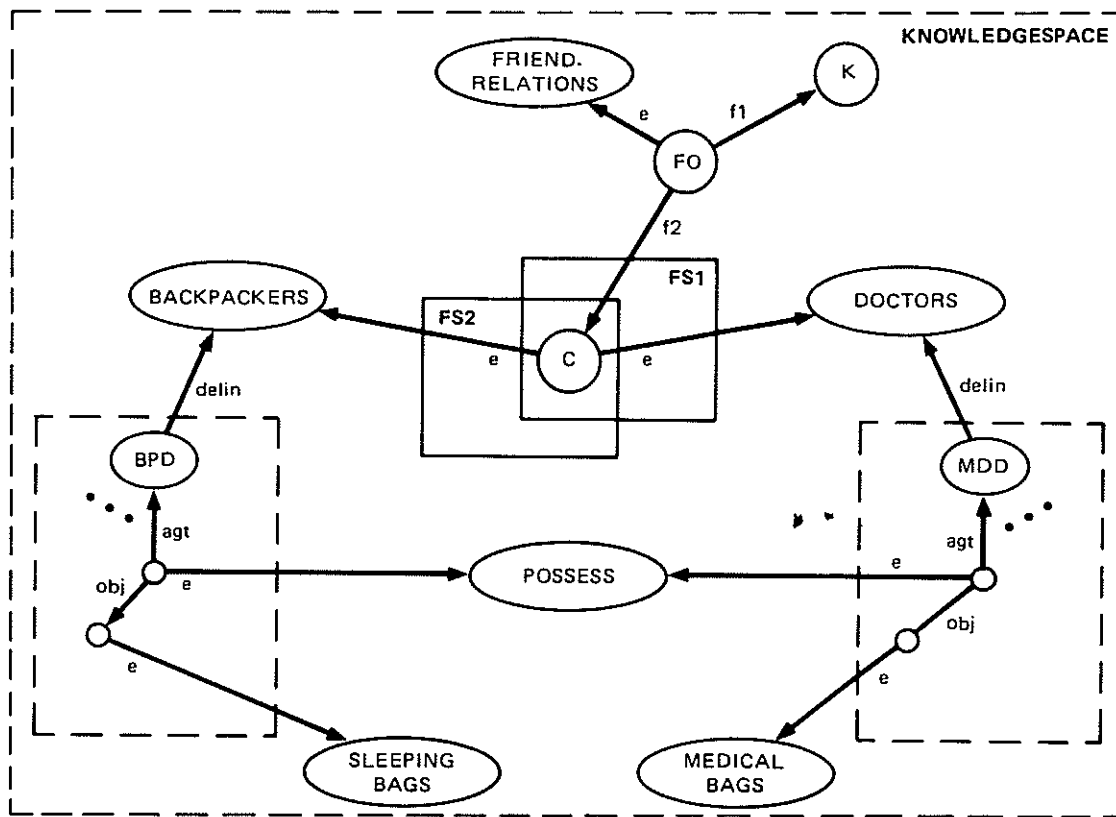 KNOWLEDGESPACE
FRIEND-
RELATIONS
K
e
f1
FO
f2
FS1
BACKPACKERS
DOCTORS
FS2
e
C
e
delin
delin
BPD
MDD
agt
agt
obj
e
POSSESS
e
obj
e
e
SLEEPING
BAGS
MEDICAL
BAGS